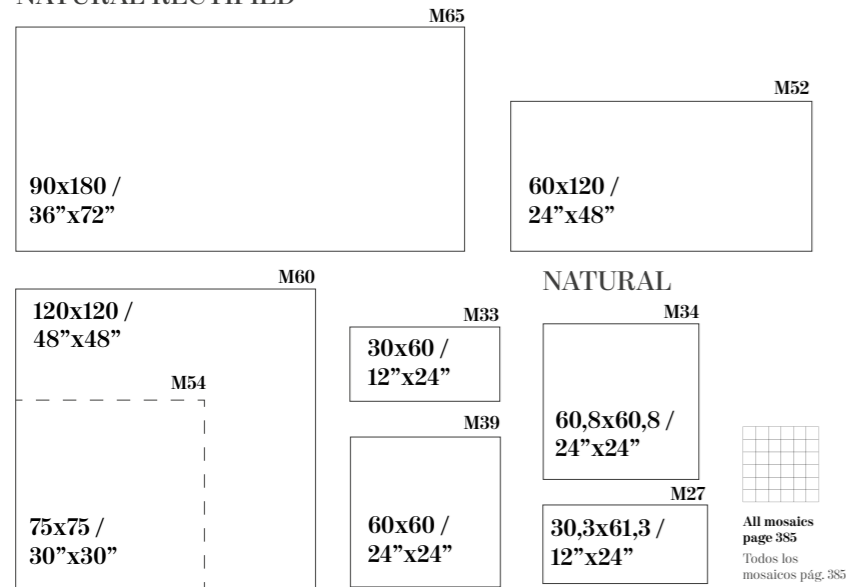 NATURAL RECTIFIED
M65
90x180 /
36”x72”
M52
60x120 /
24”x48”
M60
120x120 /
48”x48”
M54
75x75 /
30”x30”
M33
30x60 /
12”x24”
M39
60x60 /
24”x24”
NATURAL
M34
60,8x60,8 /
24”x24”
M27
30,3x61,3 /
12”x24”
All mosaics
page 385
Todos los
mosaicos pág. 385